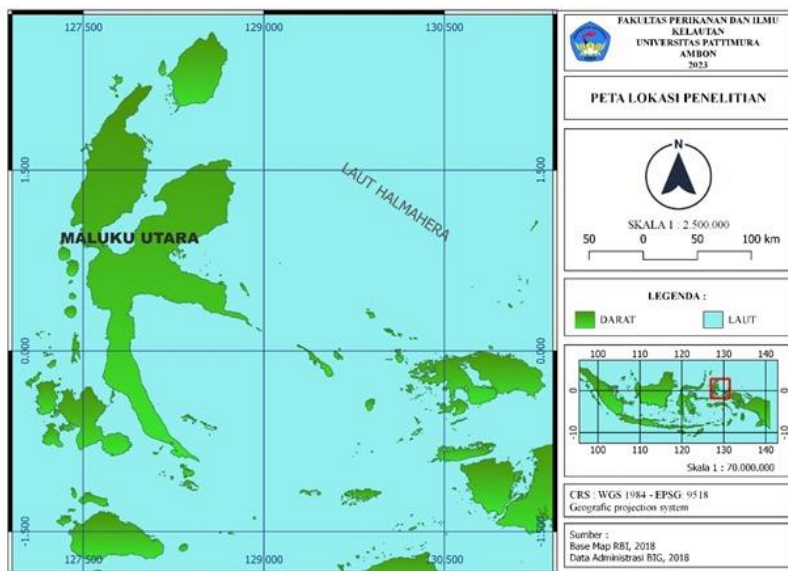 127.500 129.000 130.500
1.500 1.500
MALUKU UTARA
LAUT HALMAHERA
0.000 0.000
-1.500 -1.500
127.500 129.000 130.500
FAKULTAS PERIKANAN DAN ILMU
KELAUTAN
UNIVERSITAS PATTIMURA
AMBON
2023
PETA LOKASI PENELITIAN
N
SKALA 1 : 2.500.000
50 0 50 100 km
LEGENDA :
DARAT LAUT
100 110 120 130 140
0 0
-10 -10
100 110 120 130 140
Skala 1 : 70.000.000
CRS : WGS 1984 - EPSG: 9518
Geografic projection system
Sumber :
Base Map RBI, 2018
Data Administrasi BIG, 2018